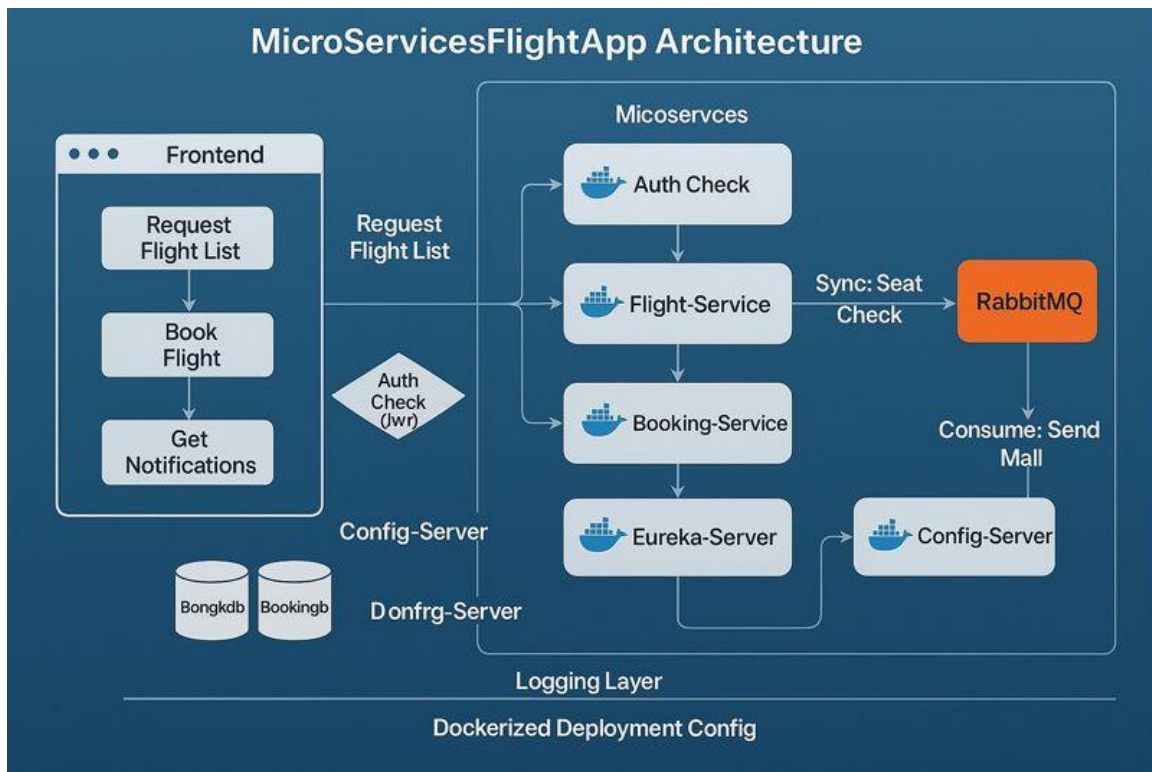 MicroServicesFlightApp Architecture
Frontend
Request
Flight List
Book
Flight
Get
Notifications
Reguest
Flight List
Auth
Check
(Jwr)
Config-Server
Donfrg-Server
Bongkdb
Bookingb
Micoservces
Auth Check
Flight-Service
Booking-Service
Eureka-Server
Sync: Seat
Check
RabbitMQ
Consume: Send
Mall
Config-Server
Logging Layer
Dockerized Deployment Config